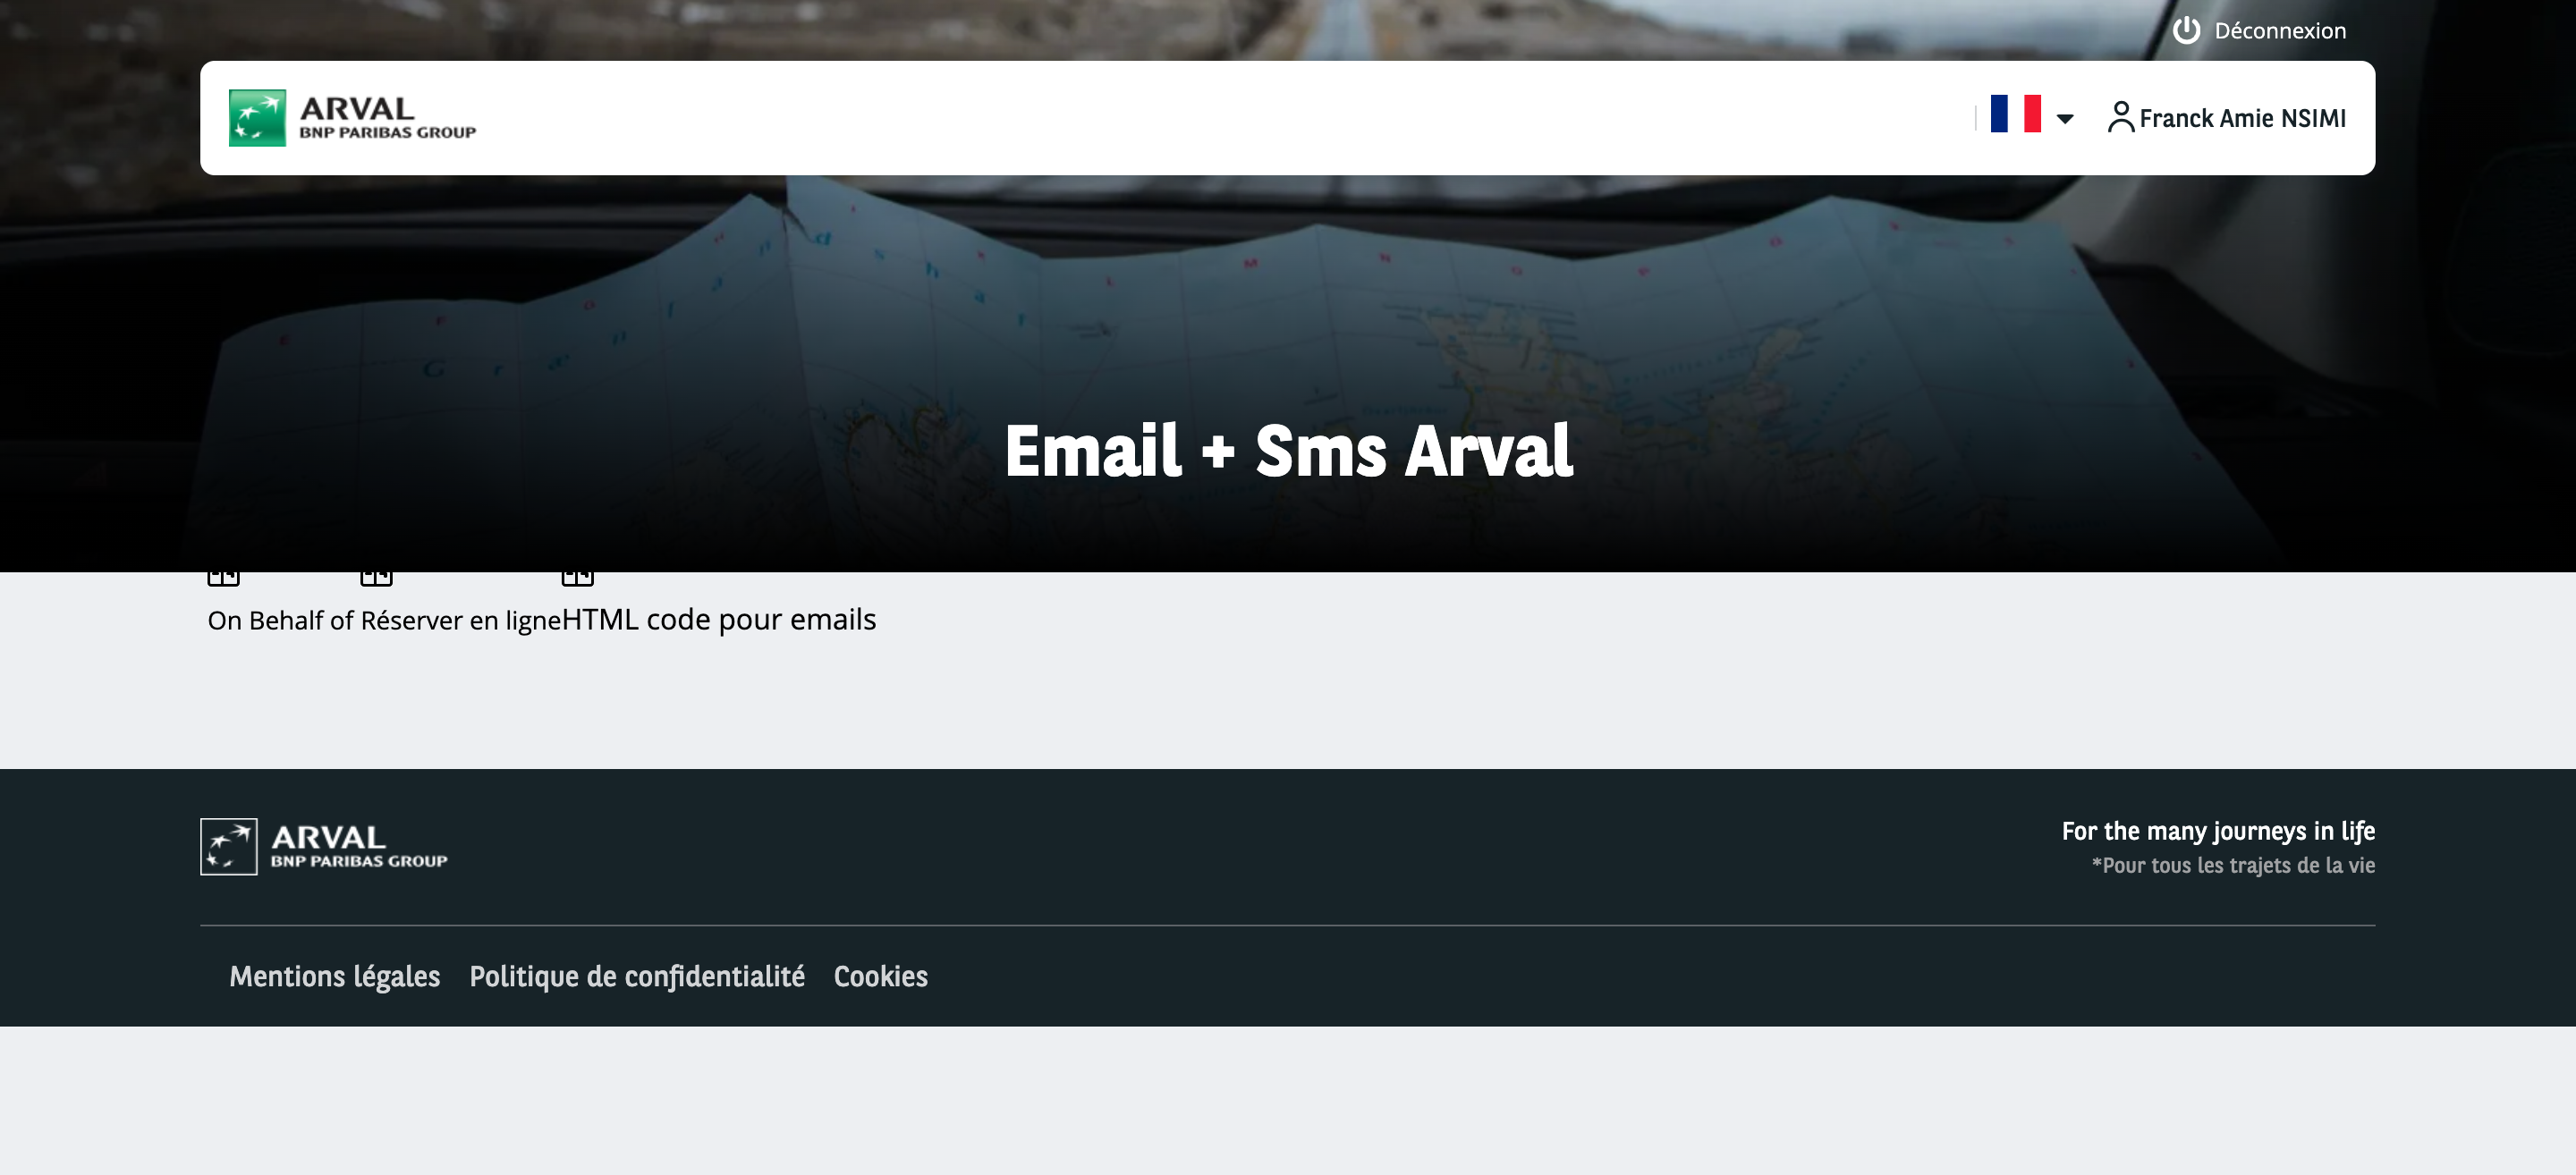 Déconnexion
ARVAL
BNP PARIBAS GROUP
Franck Amie NSIMI
Email + Sms Arval
On Behalf of Réserver en ligneHTML code pour emails
ARVAL
BNP PARIBAS GROUP
For the many journeys in life
*Pour tous les trajets de la vie
Mentions légales Politique de confidentialité Cookies